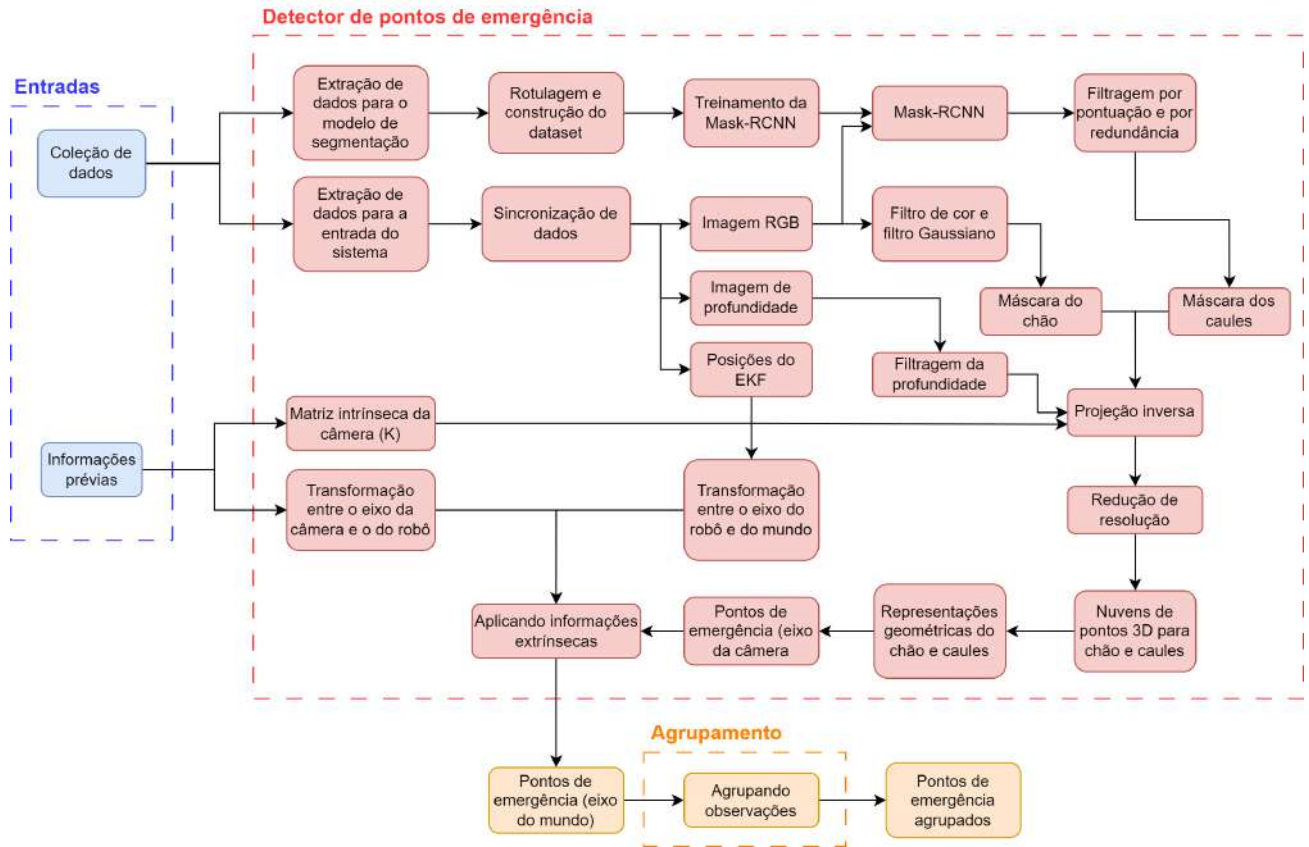 Detector de pontos de emergência
Entradas
Coleção de
dados
Extração de
dados para o
modelo de
segmentação
Rotulagem e
construção do
dataset
Treinamento da
Mask-RCNN
Mask-RCNN
Filtragem por
pontuação e por
redundância
Extração de
dados para a
entrada do
sistema
Sincronização de
dados
Imagem RGB
Filtro de cor e
filtro Gaussiano
Imagem de
profundidade
Máscara do
chão
Máscara dos
caules
Posições do
EKF
Filtragem da
profundidade
Projeção inversa
Informações
prévias
Matriz intrínseca da
câmera (K)
Transformação
entre o eixo da
câmera e o do robô
Transformação
entre o eixo do
robô e do mundo
Redução de
resolução
Aplicando informações
extrínsecas
Pontos de
emergência (eixo
da câmera
Representações
geométricas do
chão e caules
Nuvens de
pontos 3D para
chão e caules
Agrupamento
Pontos de
emergência (eixo
do mundo)
Agrupando
observações
Pontos de
emergência
agrupados